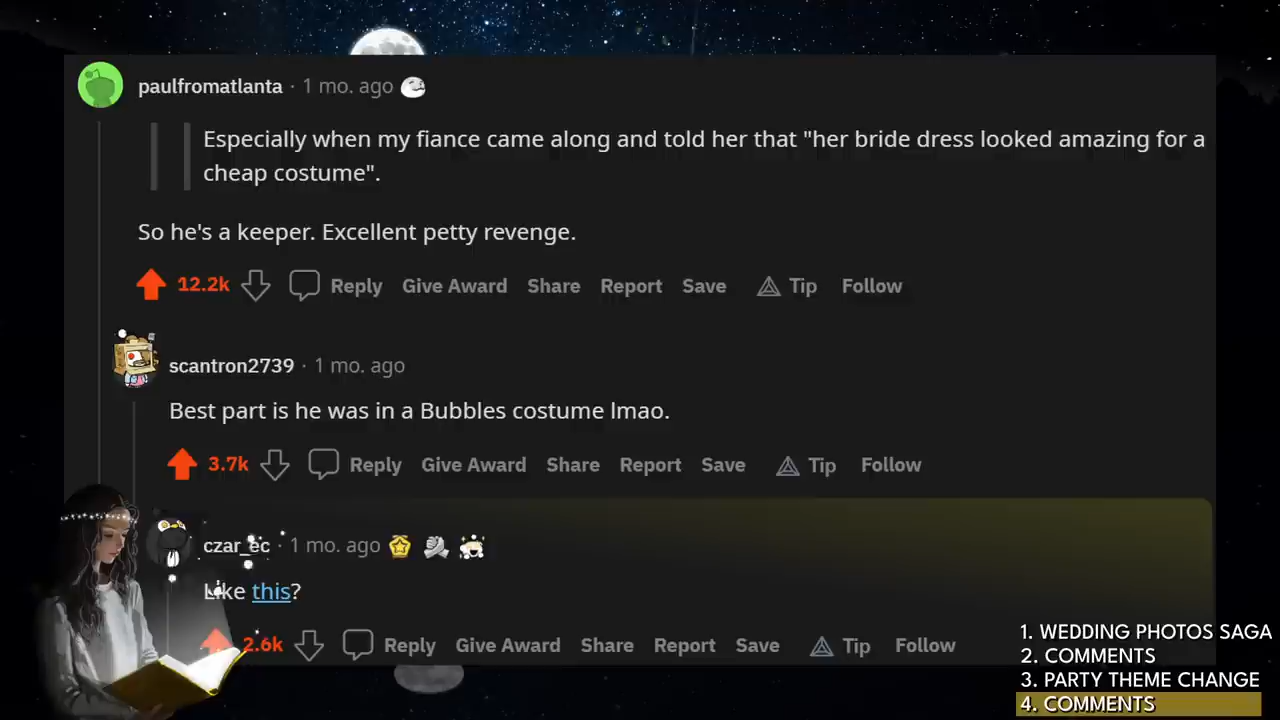 paulfromatlanta · 1 mo. ago
Especially when my fiance came along and told her that "her bride dress looked amazing for a
cheap costume".
So he's a keeper. Excellent petty revenge.
12.2k Reply Give Award Share Report Save Tip Follow
scantron2739 · 1 mo. ago
Best part is he was in a Bubbles costume lmao.
3.7k Reply Give Award Share Report Save Tip Follow
czar_ec · 1 mo. ago
Like this?
2.6k Reply Give Award Share Report Save Tip Follow
1. WEDDING PHOTOS SAGA
2. COMMENTS
3. PARTY THEME CHANGE
4. COMMENTS